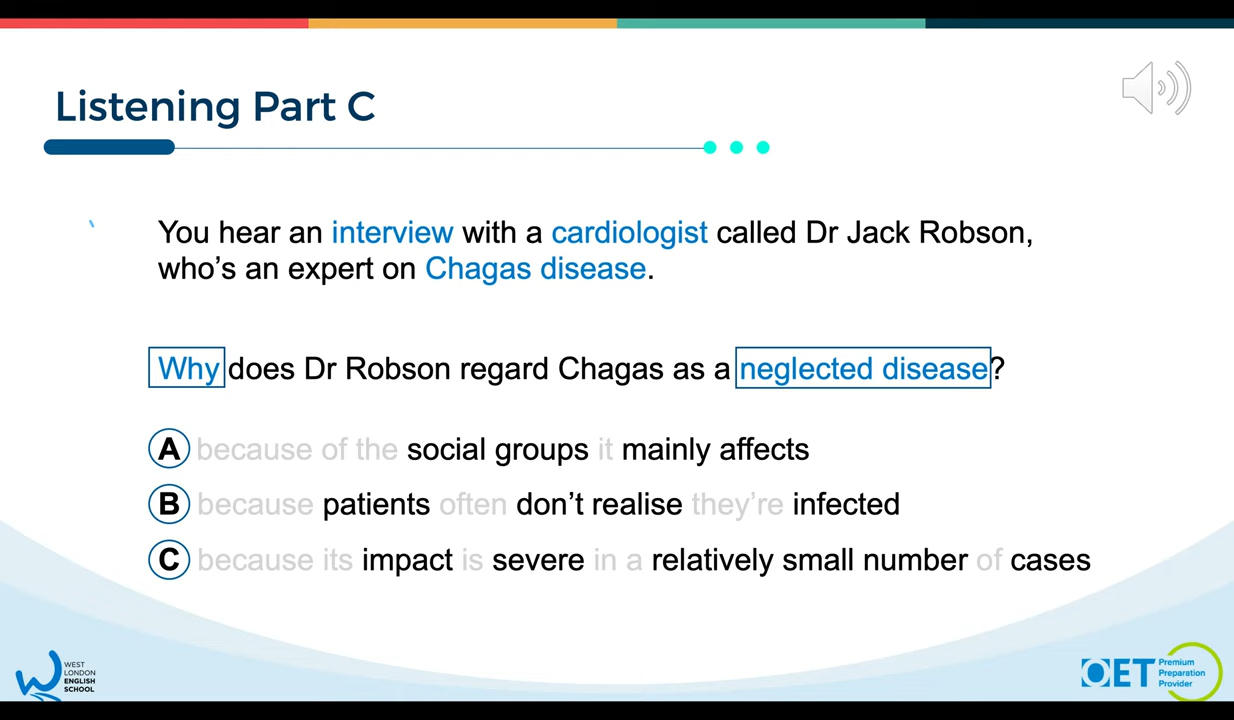 Listening Part C
You hear an interview with a cardiologist called Dr Jack Robson,
who's an expert on Chagas disease.
Why does Dr Robson regard Chagas as a neglected disease?
A because of the social groups it mainly affects
B because patients often don't realise they're infected
C because its impact is severe in a relatively small number of cases
WEST
LONDON
ENGLISH
SCHOOL
OET Premium
Preparation
Provider